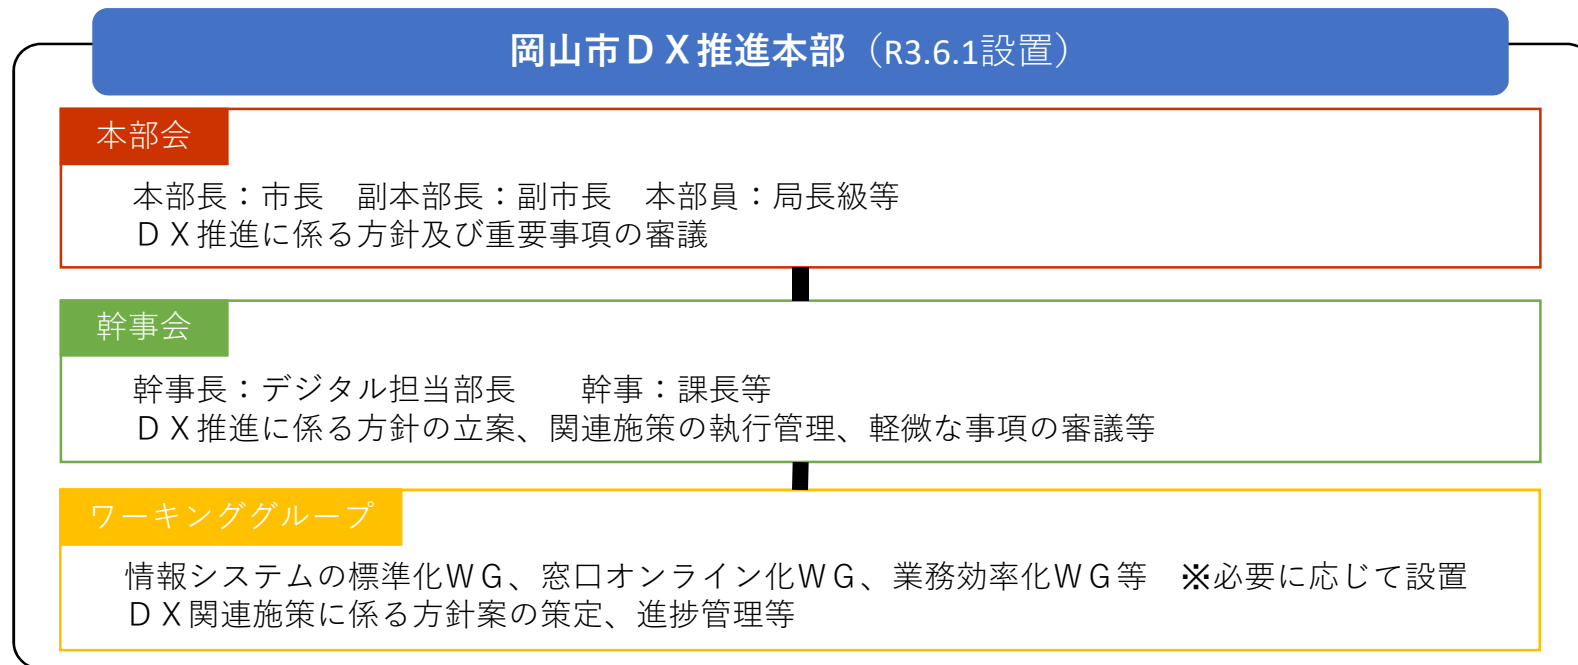 岡山市ＤＸ推進本部（R3.6.1設置）
本部会
本部長：市長　副本部長：副市長　本部員：局長級等
ＤＸ推進に係る方針及び重要事項の審議
幹事会
幹事長：デジタル担当部長　　幹事：課長等
ＤＸ推進に係る方針の立案、関連施策の執行管理、軽微な事項の審議等
ワーキンググループ
情報システムの標準化ＷＧ、窓口オンライン化ＷＧ、業務効率化ＷＧ等　※必要に応じて設置
ＤＸ関連施策に係る方針案の策定、進捗管理等